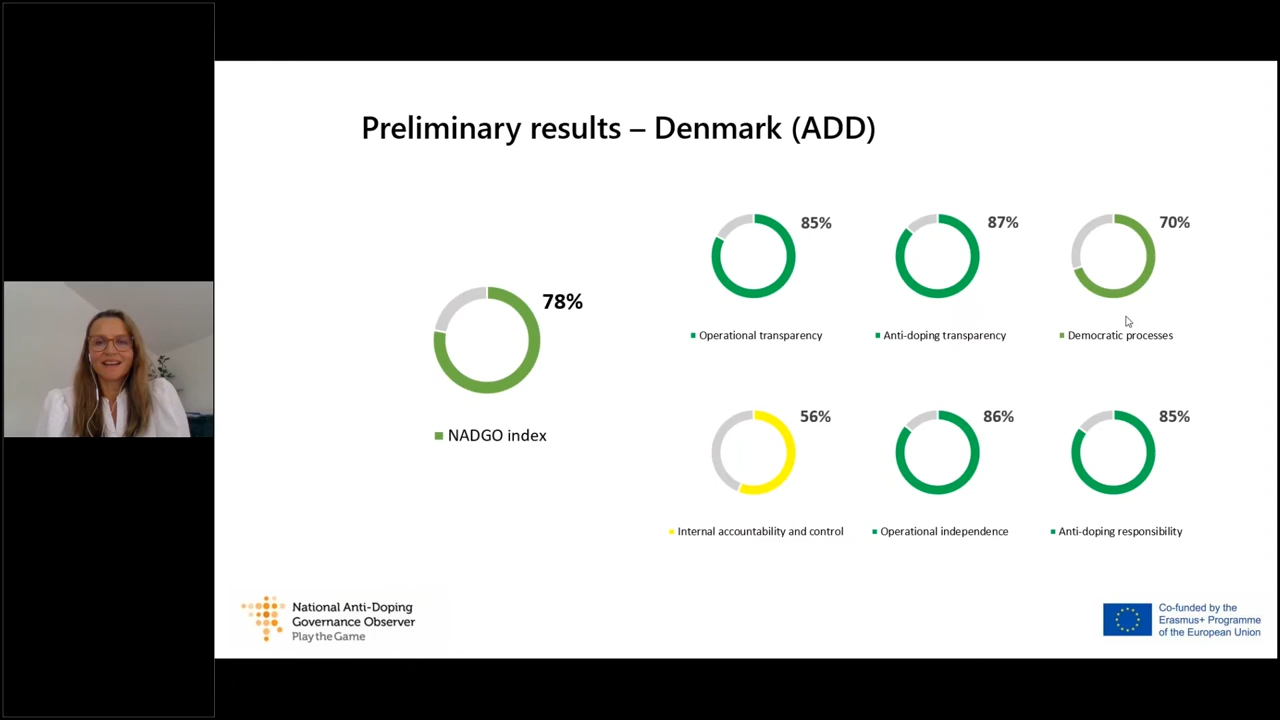 Preliminary results – Denmark (ADD)
78%
NADGO index
85%
Operational transparency
87%
Anti-doping transparency
70%
Democratic processes
56%
Internal accountability and control
86%
Operational independence
85%
Anti-doping responsibility
National Anti-Doping
Governance Observer
Play the Game
Co-funded by the
Erasmus+ Programme
of the European Union